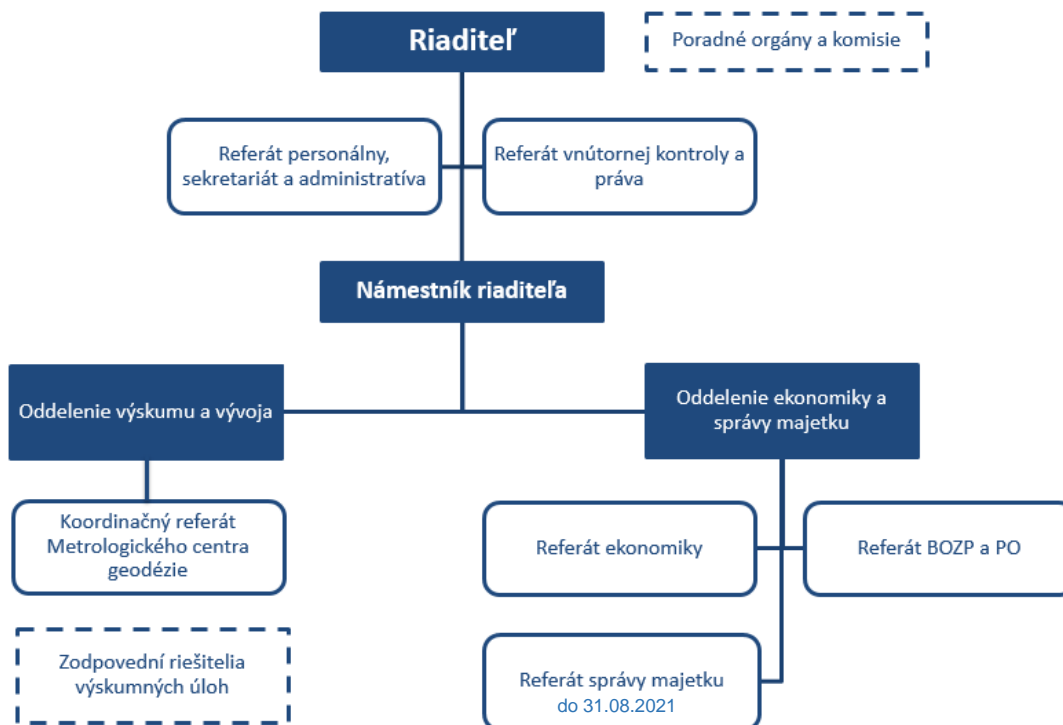 Riaditeľ
Poradné orgány a komisie
Referát personálny,
sekretariát a administratíva
Referát vnútornej kontroly a
práva
Námestník riaditeľa
Oddelenie výskumu a vývoja
Oddelenie ekonomiky a
správy majetku
Koordinačný referát
Metrologického centra
geodézie
Referát ekonomiky
Referát BOZP a PO
Zodpovední riešitelia
výskumných úloh
Referát správy majetku
do 31.08.2021